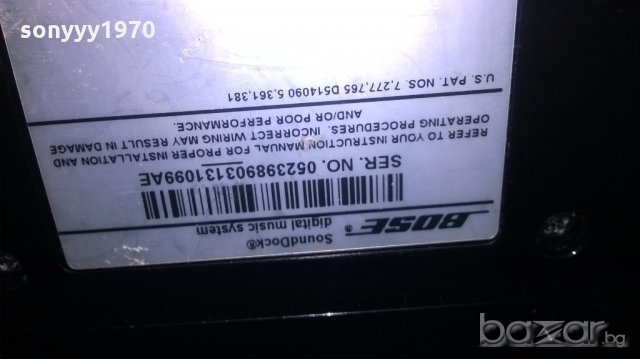 sonyyy1970
BOSE®
SoundDock®
digital music system
SER. NO. 052398903131099AE
REFER TO YOUR INSTRUCTION MANUAL FOR PROPER INSTALLATION AND
OPERATING PROCEDURES. INCORRECT WIRING MAY RESULT IN DAMAGE
AND/OR POOR PERFORMANCE.
U.S. PAT. NOS. 7,277,765 D514090 5,361,381
bazar.bg